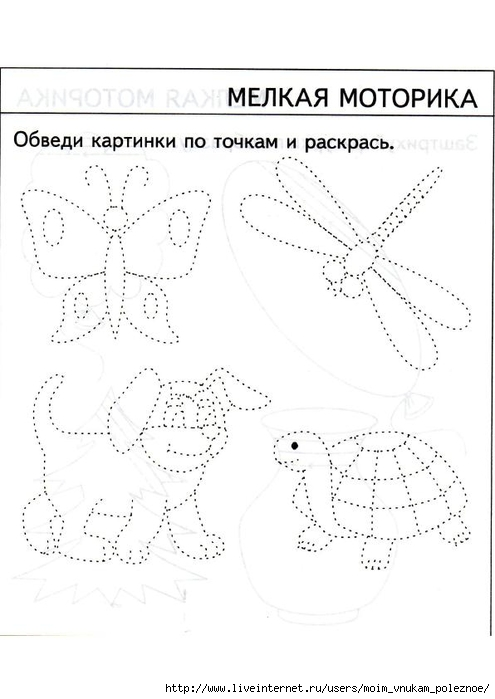 МЕЛКАЯ МОТОРИКА
Обведи картинки по точкам и раскрась.
http://www.liveinternet.ru/users/moim_vnukam_poleznoe/